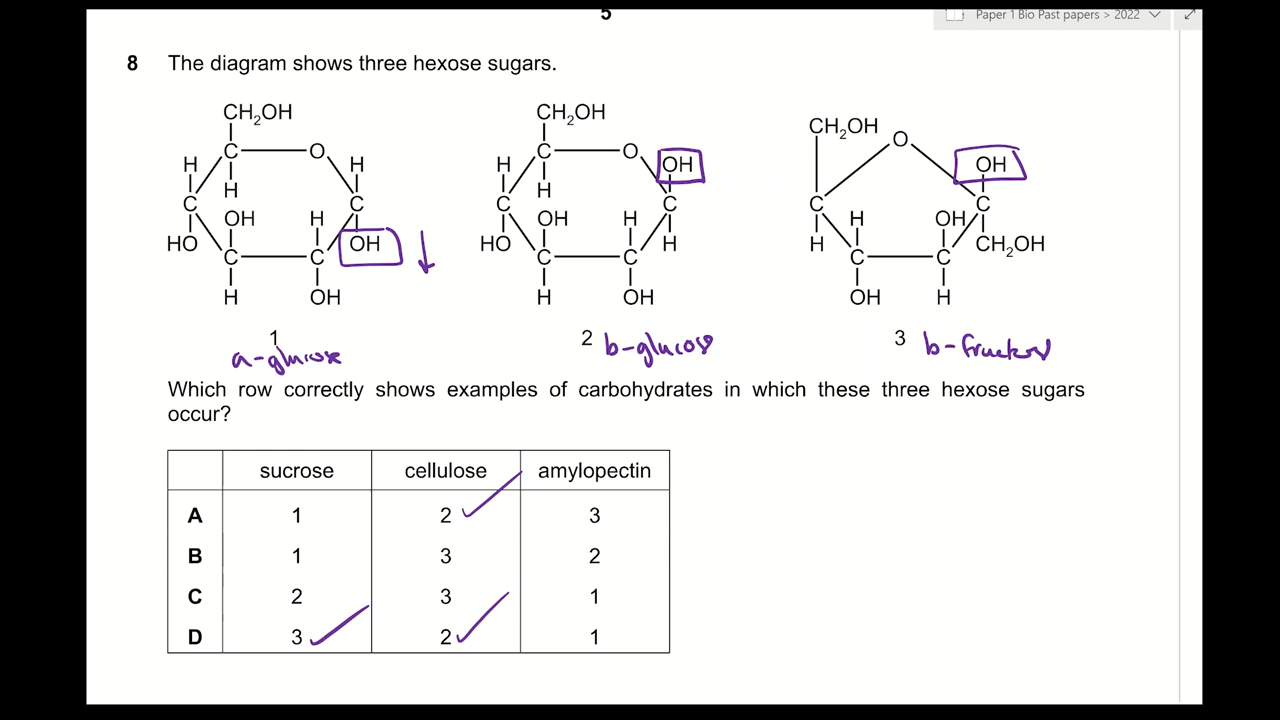 5
Paper 1 Bio Past papers > 2022
8 The diagram shows three hexose sugars.
CH2OH CH2OH CH2OH
C O H C O OH O OH
H H H H
C OH H C C OH H C C H OH C
HO C C OH HO C C H H C C CH2OH
H OH H OH OH H
1 2 3
a-glucose b-glucose b-fructose
Which row correctly shows examples of carbohydrates in which these three hexose sugars
occur?
sucrose cellulose amylopectin
A 1 2 3
B 1 3 2
C 2 3 1
D 3 2 1